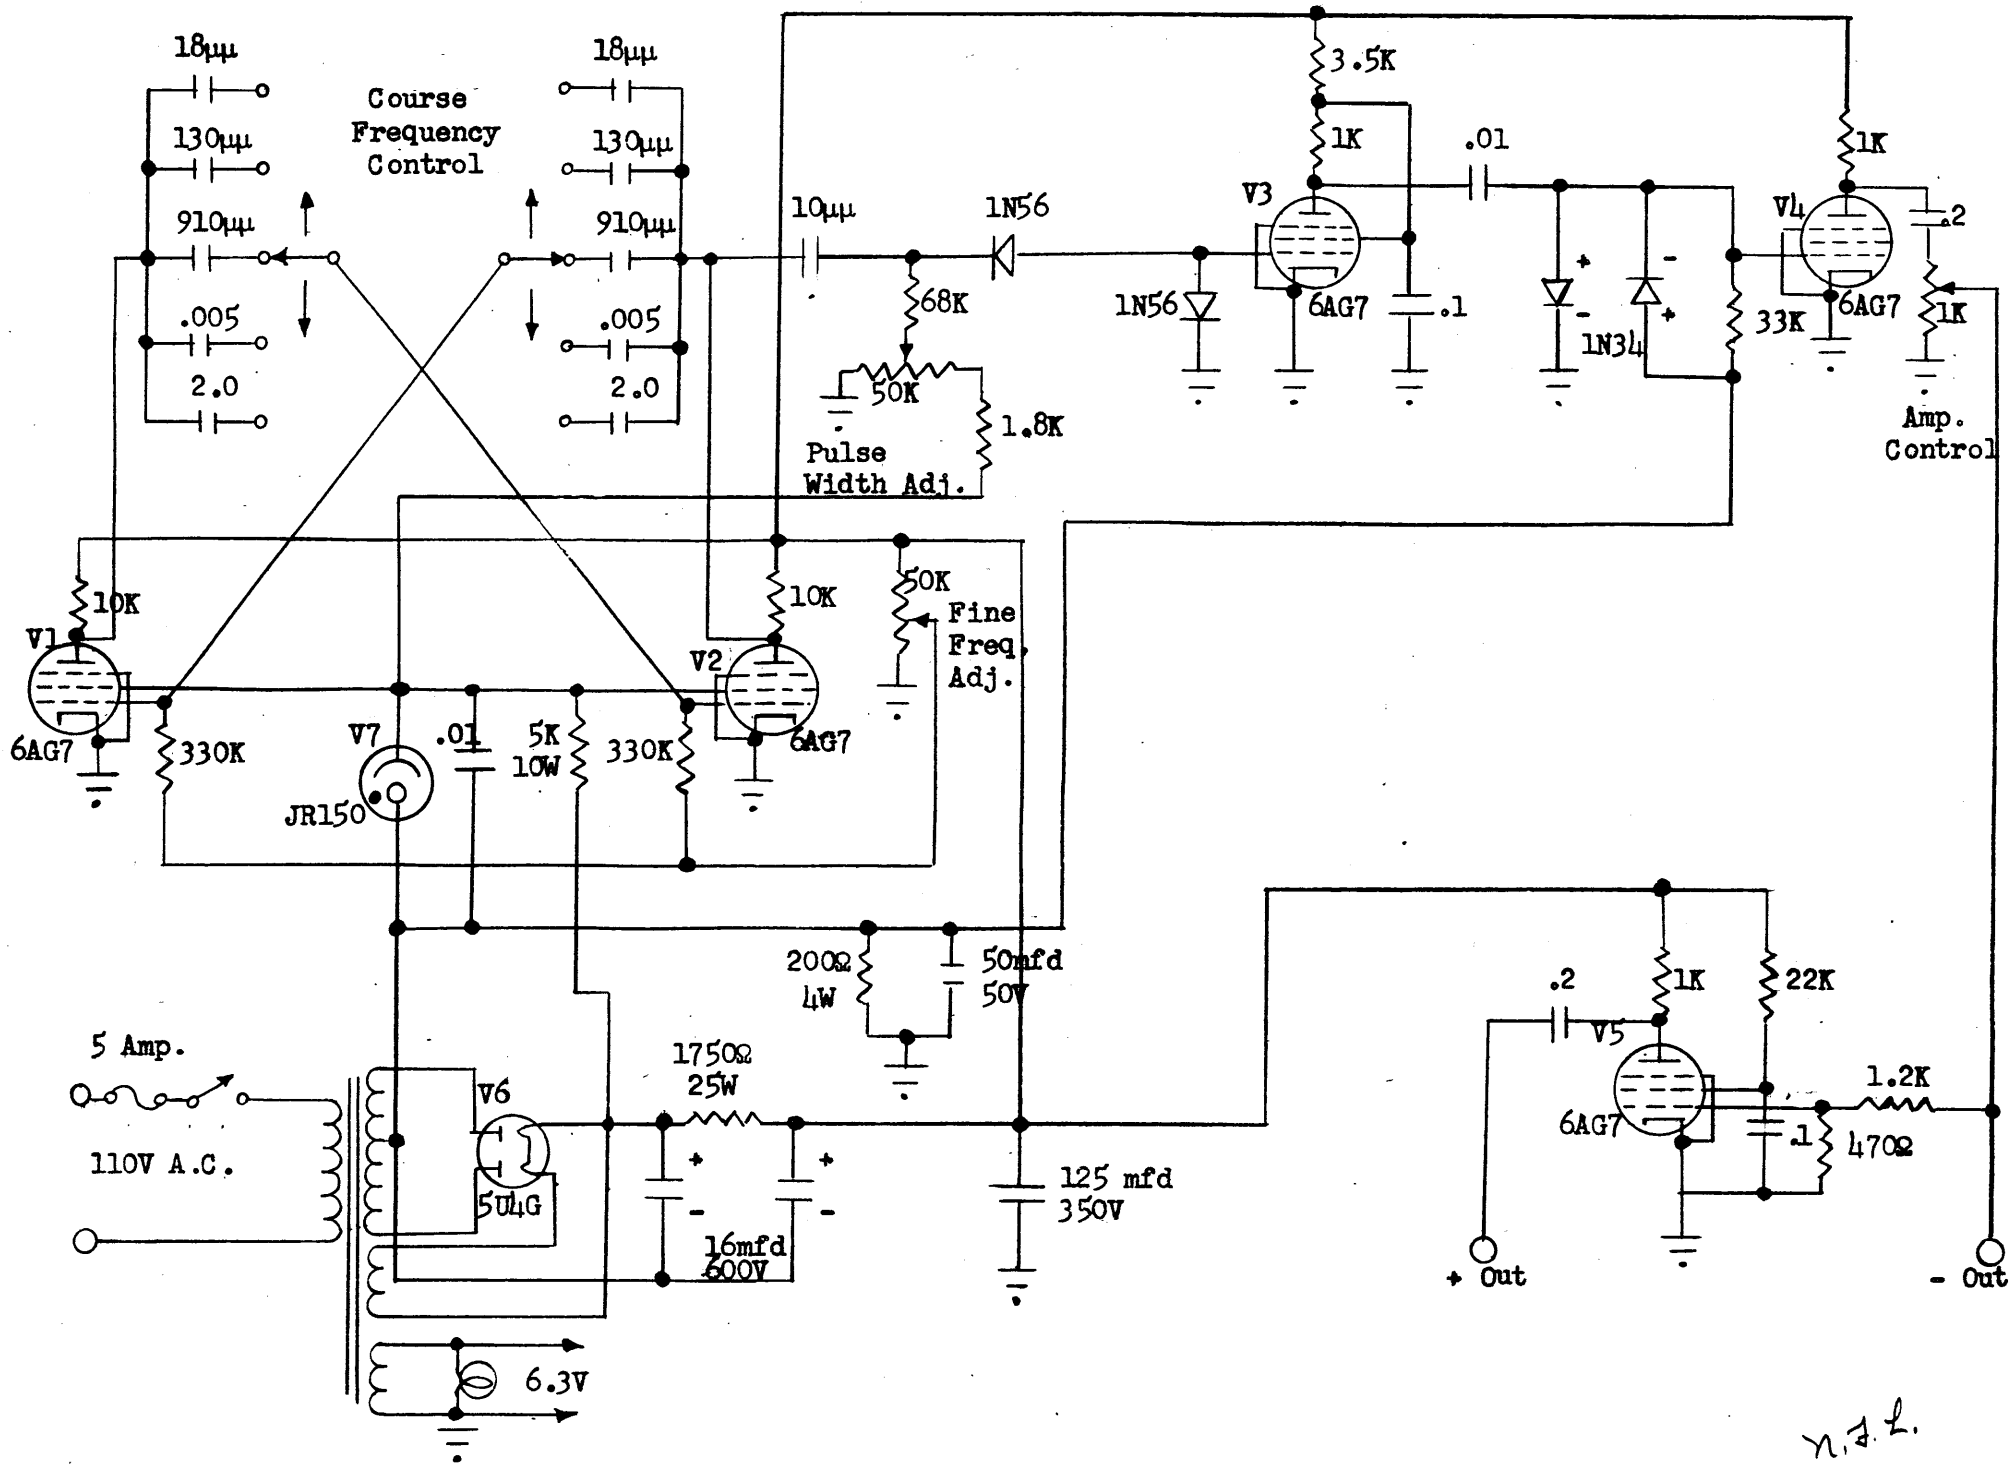 18μμ
18μμ
Course
Frequency
Control
130μμ
130μμ
910μμ
910μμ
.005
.005
2.0
2.0
10μμ
1N56
68K
50K
1.8K
Pulse
Width Adj.
3.5K
1K
V3
6AG7
1N56
.1
.01
+
-
-
+
1N34
33K
1K
V4
6AG7
.2
1K
Amp.
Control
10K
V1
6AG7
330K
V7
JR150
.01
5K
10W
330K
V2
10K
6AG7
50K
Fine
Freq.
Adj.
200Ω
4W
50mfd
50V
5 Amp.
110V A.C.
V6
5U4G
1750Ω
25W
+
-
+
-
16mfd
600V
125 mfd
350V
6.3V
.2
V5
1K
22K
6AG7
.1
470Ω
1.2K
+ Out
- Out
N.J.L.